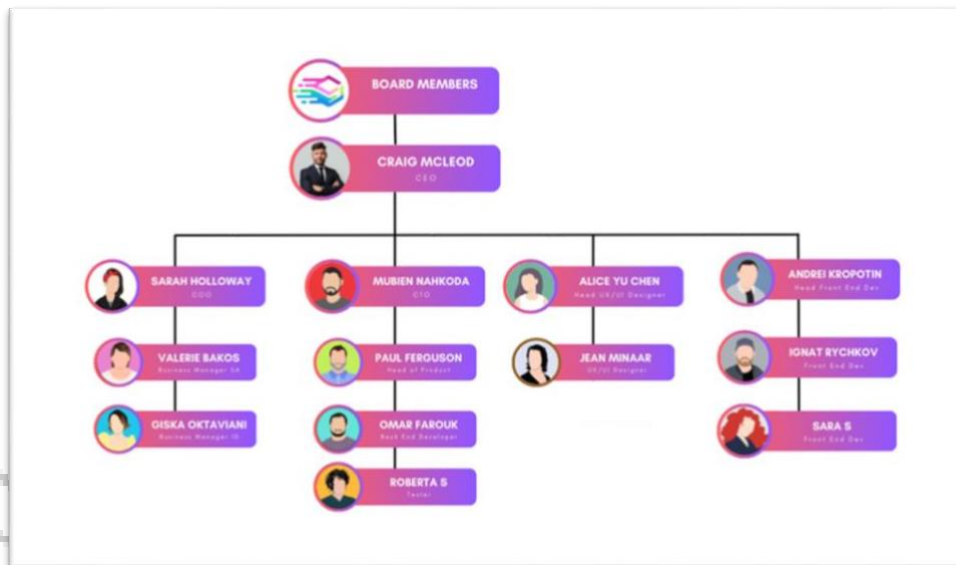 BOARD MEMBERS
CRAIG MCLEOD
CEO
SARAH HOLLOWAY
COO
MUBIEN NAHKODA
CTO
ALICE YU CHEN
Head UX/UI Designer
ANDREI KROPOTIN
Head Front End Dev
VALERIE BAKOS
Business Manager SA
PAUL FERGUSON
Head of Product
JEAN MINAAR
UX/UI Designer
IGNAT RYCHKOV
Front End Dev
GISKA OKTAVIANI
Business Manager ID
OMAR FAROUK
Back End Developer
SARA S
Front End Dev
ROBERTA S
Tester